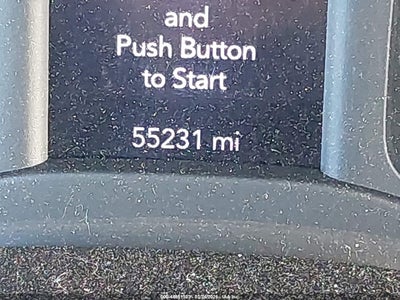 and
Push Button
to Start
55231 mi